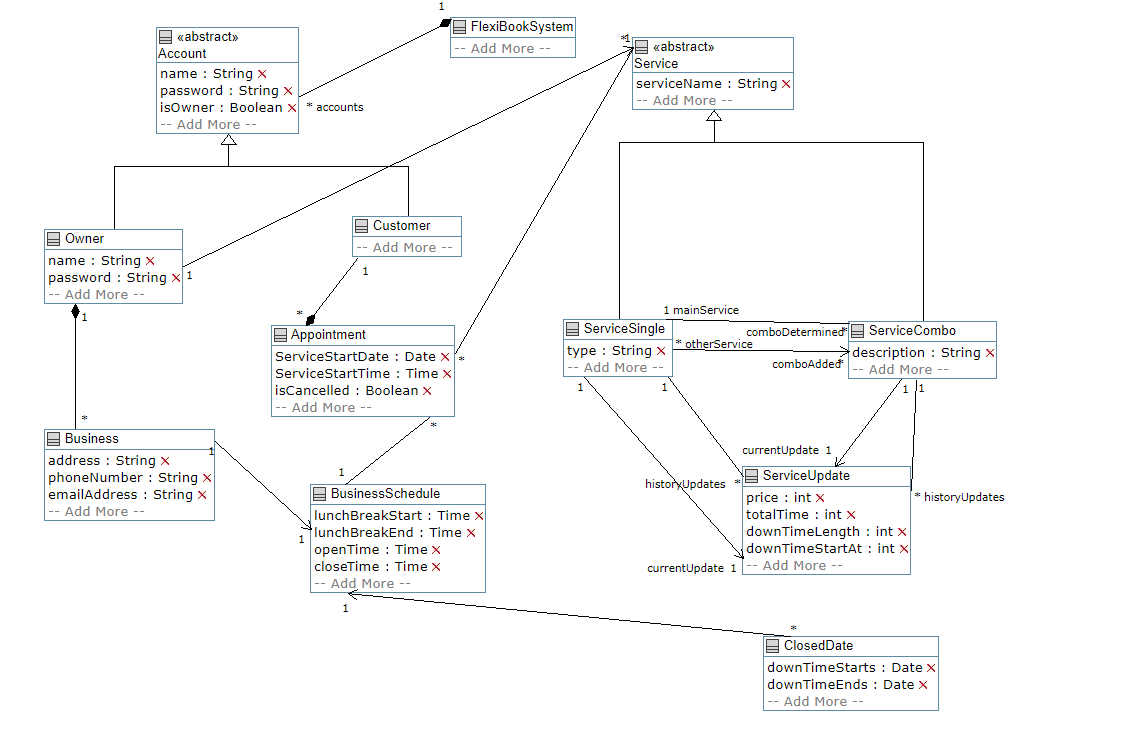 1
FlexiBookSystem
-- Add More --
«abstract»
Account
name : String
password : String
isOwner : Boolean
-- Add More --
* accounts
*1
«abstract»
Service
serviceName : String
-- Add More --
Owner
name : String
password : String
-- Add More --
1
1
Customer
-- Add More --
1
*
Appointment
ServiceStartDate : Date
ServiceStartTime : Time
isCancelled : Boolean
-- Add More --
*
*
1 mainService
ServiceSingle
type : String
-- Add More --
comboDetermined*
* otherService
comboAdded*
ServiceCombo
description : String
-- Add More --
1
1
1
1
*
Business
address : String
phoneNumber : String
emailAddress : String
-- Add More --
1
1
1
BusinessSchedule
lunchBreakStart : Time
lunchBreakEnd : Time
openTime : Time
closeTime : Time
-- Add More --
1
currentUpdate 1
historyUpdates *
ServiceUpdate
price : int
totalTime : int
downTimeLength : int
downTimeStartAt : int
-- Add More --
* historyUpdates
currentUpdate 1
*
ClosedDate
downTimeStarts : Date
downTimeEnds : Date
-- Add More --